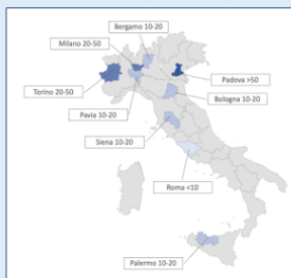 Bergamo 10-20
Milano 20-50
Torino 20-50
Padova >50
Pavia 10-20
Bologna 10-20
Siena 10-20
Roma <10
Palermo 10-20